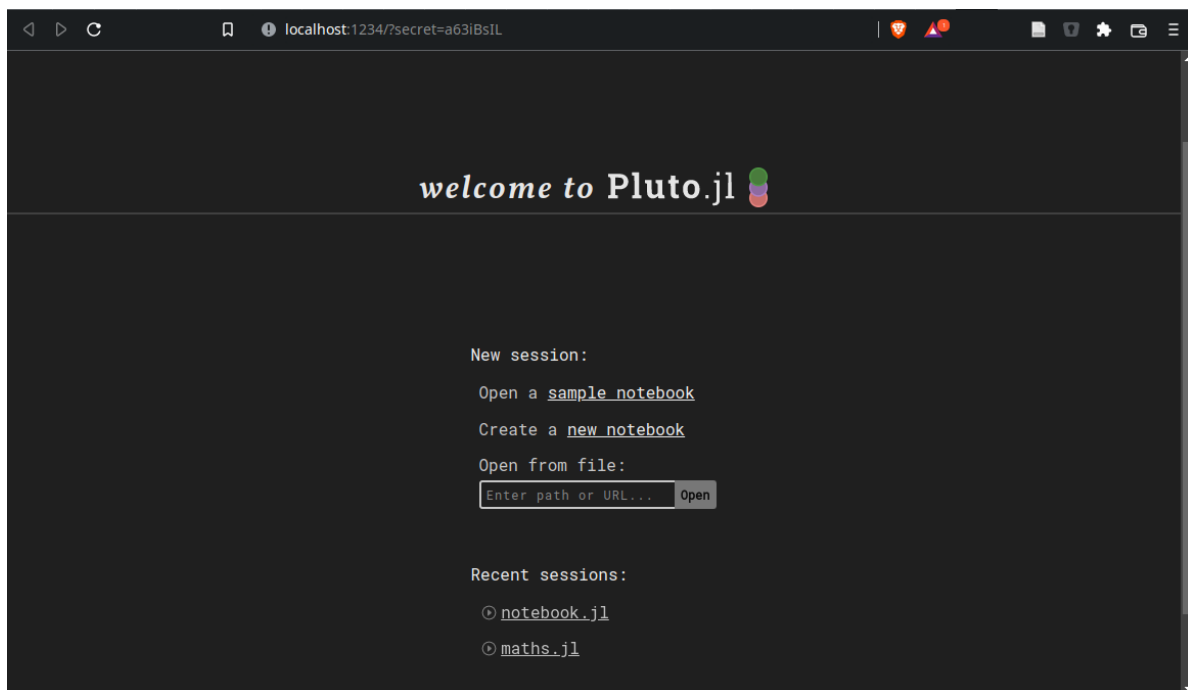 localhost:1234/?secret=a63iBsIL
welcome to Pluto.jl
New session:
Open a sample notebook
Create a new notebook
Open from file:
Enter path or URL... Open
Recent sessions:
notebook.jl
maths.jl